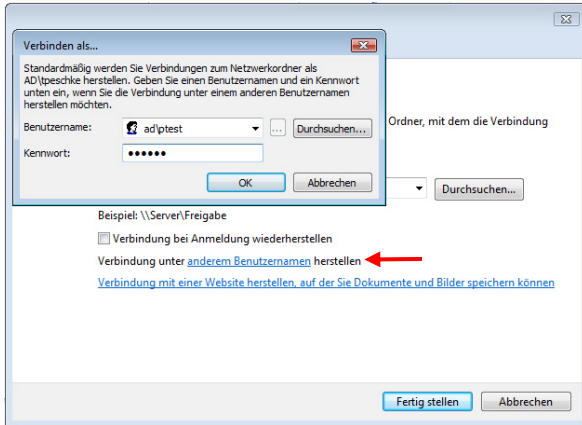 Verbinden als...
Standardmäßig werden Sie Verbindungen zum Netzwerkordner als
AD\tpeschke herstellen. Geben Sie einen Benutzernamen und ein Kennwort
unten ein, wenn Sie die Verbindung unter einem anderen Benutzernamen
herstellen möchten.
Benutzername: ad\ptest ... Durchsuchen...
Kennwort: ••••••
OK Abbrechen
Ordner, mit dem die Verbindung
Durchsuchen...
Beispiel: \\Server\Freigabe
Verbindung bei Anmeldung wiederherstellen
Verbindung unter anderem Benutzernamen herstellen
Verbindung mit einer Website herstellen, auf der Sie Dokumente und Bilder speichern können
Fertig stellen Abbrechen